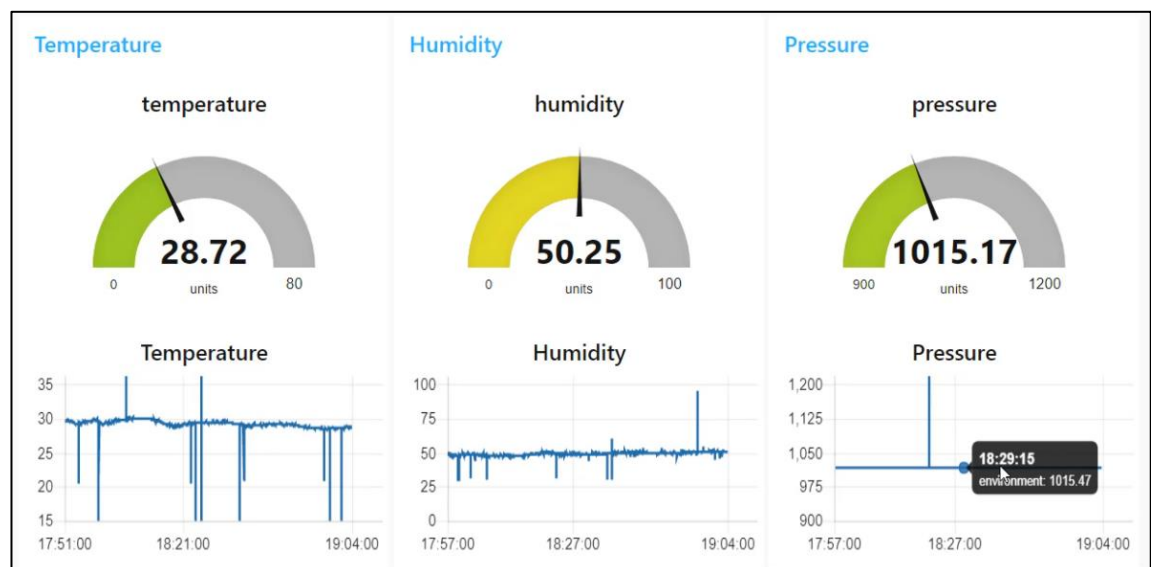 Temperature
Humidity
Pressure
temperature
humidity
pressure
28.72
50.25
1015.17
0
units
80
0
units
100
900
units
1200
Temperature
35
30
25
20
15
17:51:00
18:21:00
19:04:00
Humidity
100
75
50
25
0
17:57:00
18:27:00
19:04:00
Pressure
1,200
1,125
1,050
975
900
18:29:15
environment: 1015.47
17:57:00
18:27:00
19:04:00